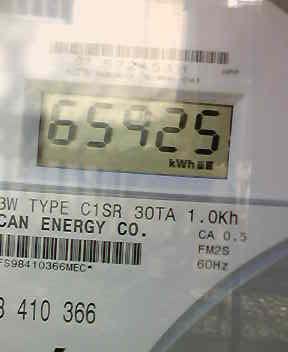 65925
kWh
3W TYPE C1SR 30TA 1.0Kh
CAN ENERGY CO.
CA 0.5
FM2S
FS98410366MEC*
60Hz
3 410 366